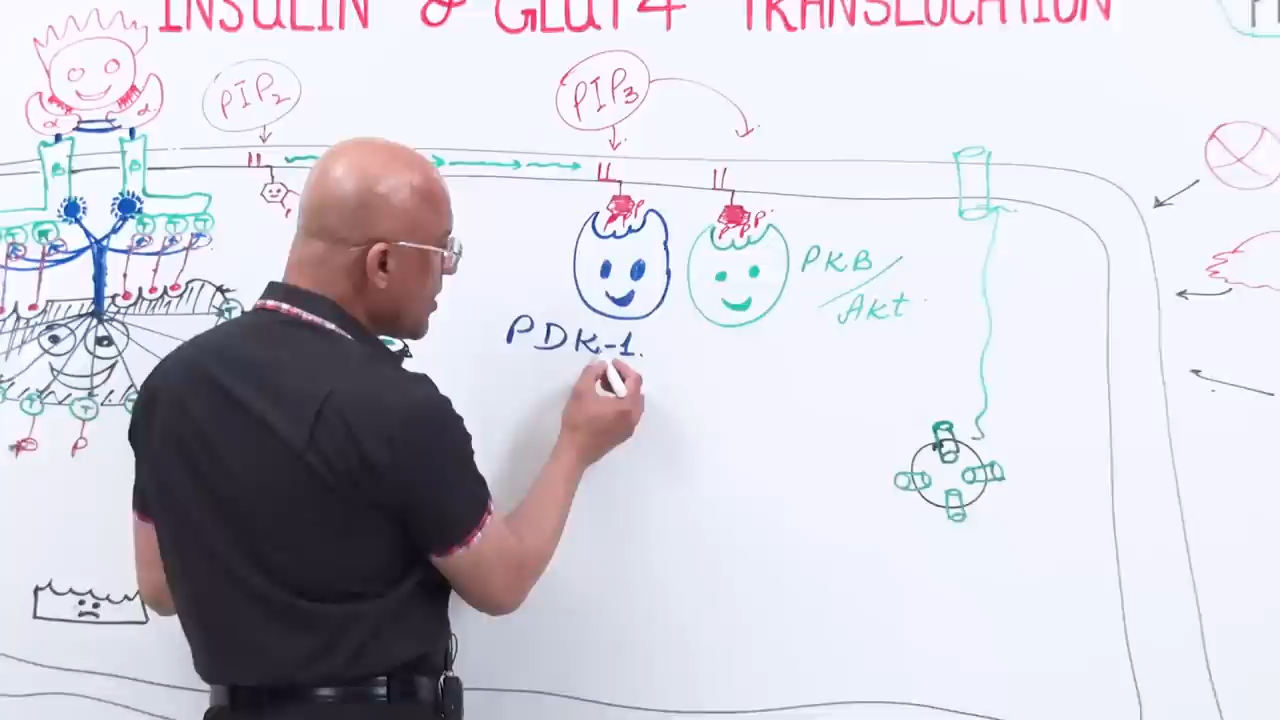 INSULIN & GLUT4 TRANSLOCATION
PIP2
PIP3
α
α
B
P P P
P P P
PKB/
Akt
PDK-1.
T T T
T T T
T
T T
P